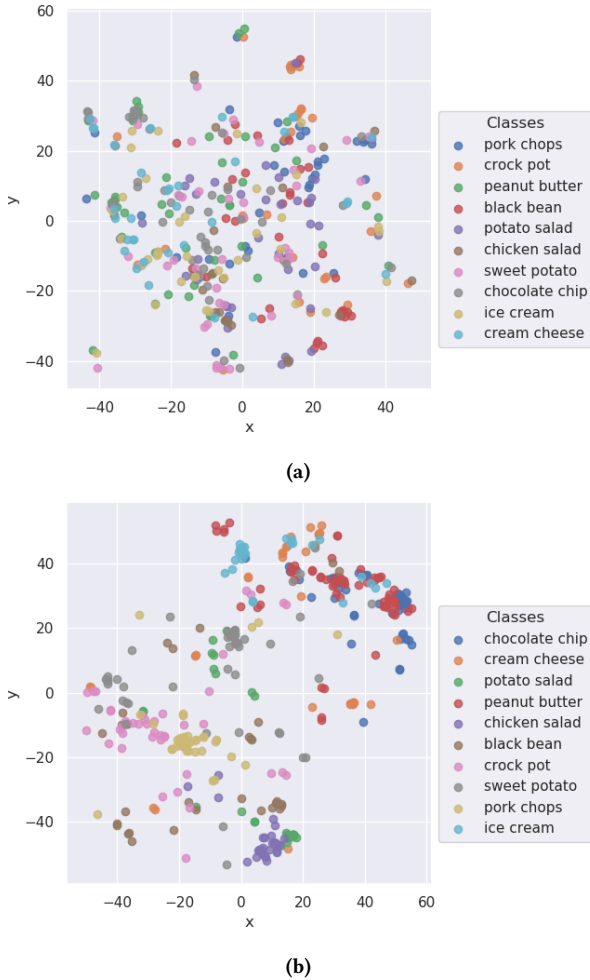 60
40
20
0
−20
−40
−40 −20 0 20 40
x
y
Classes
pork chops
crock pot
peanut butter
black bean
potato salad
chicken salad
sweet potato
chocolate chip
ice cream
cream cheese
(a)
40
20
0
−20
−40
−40 −20 0 20 40 60
x
y
Classes
chocolate chip
cream cheese
potato salad
peanut butter
chicken salad
black bean
crock pot
sweet potato
pork chops
ice cream
(b)